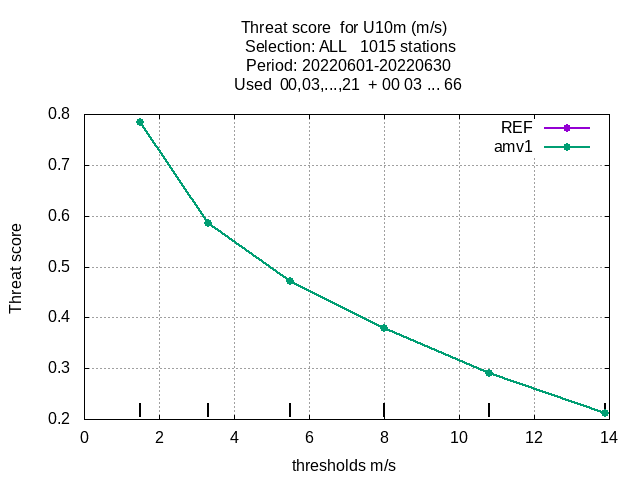 Threat score  for U10m (m/s)
Selection: ALL   1015 stations
Period: 20220601-20220630
Used  00,03,...,21  + 00 03 ... 66
REF
amv1
0.8
0.7
0.6
0.5
0.4
0.3
0.2
Threat score
0 2 4 6 8 10 12 14
thresholds m/s